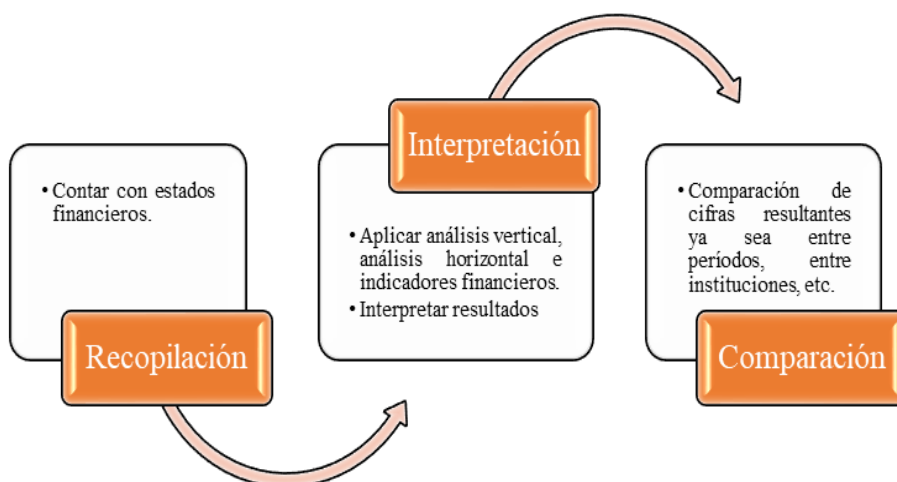 • Contar con estados
financieros.
Recopilación
Interpretación
• Aplicar análisis vertical,
análisis horizontal e
indicadores financieros.
• Interpretar resultados
• Comparación de
cifras resultantes
ya sea entre
períodos, entre
instituciones, etc.
Comparación